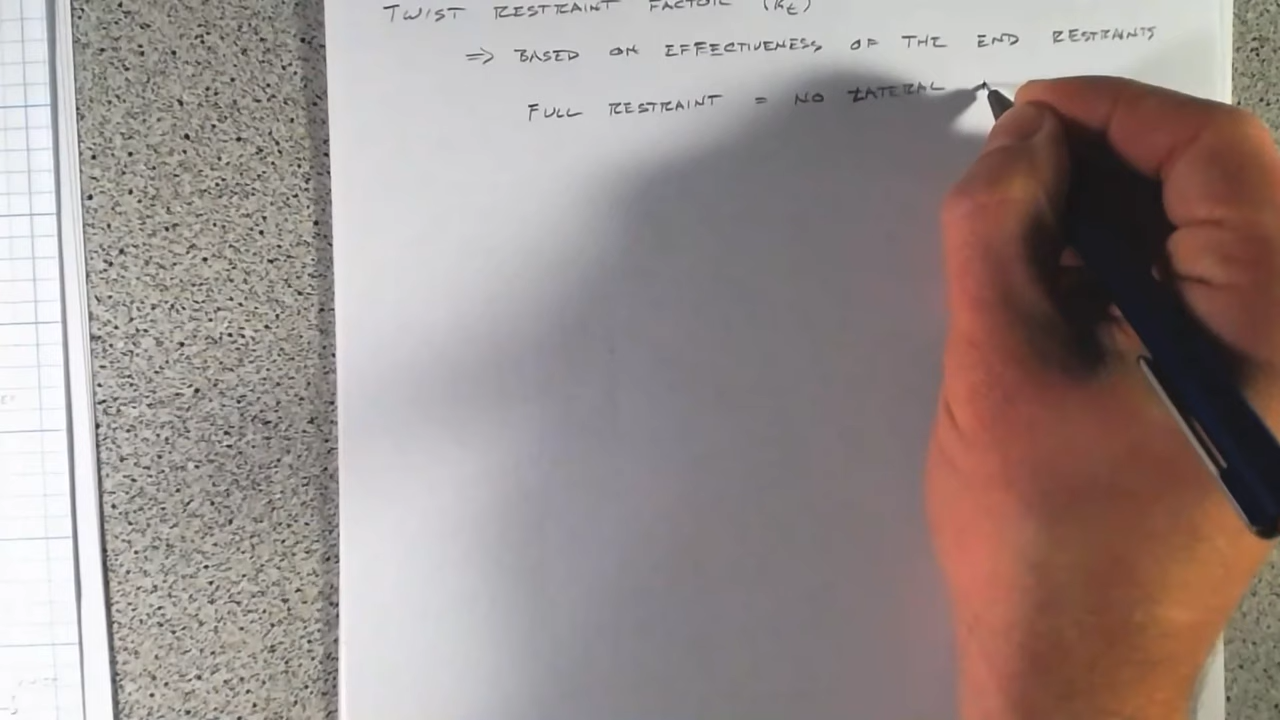 TWIST RESTRAINT FACTOR (kt)
⇒ BASED ON EFFECTIVENESS OF THE END RESTRAINTS
FULL RESTRAINT = NO LATERAL